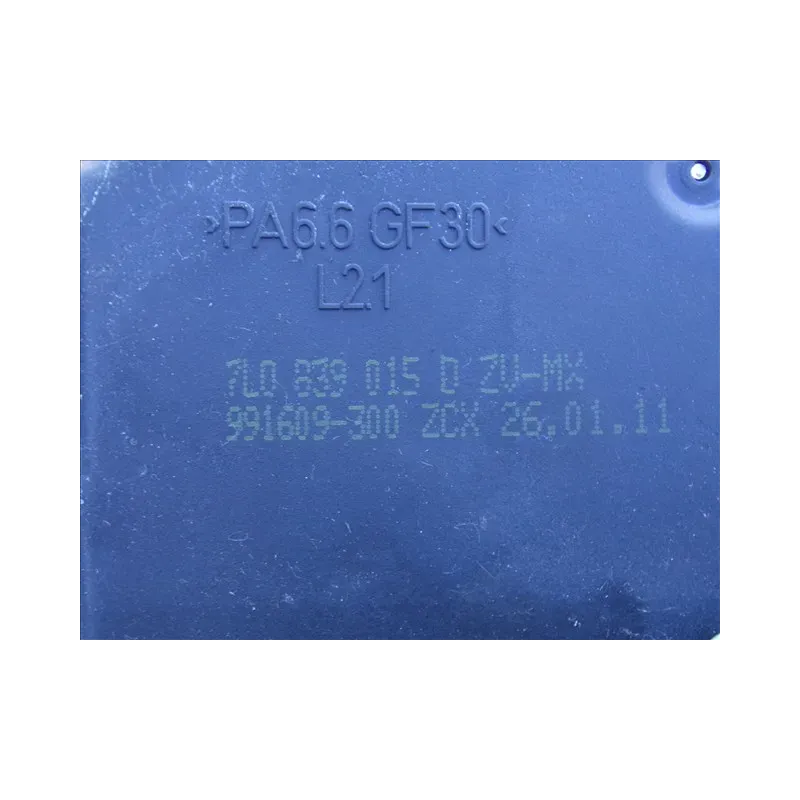 >PA6.6 GF30<
L2.1
7L0 839 015 D ZV-MX
991609-300 ZCX 26.01.11